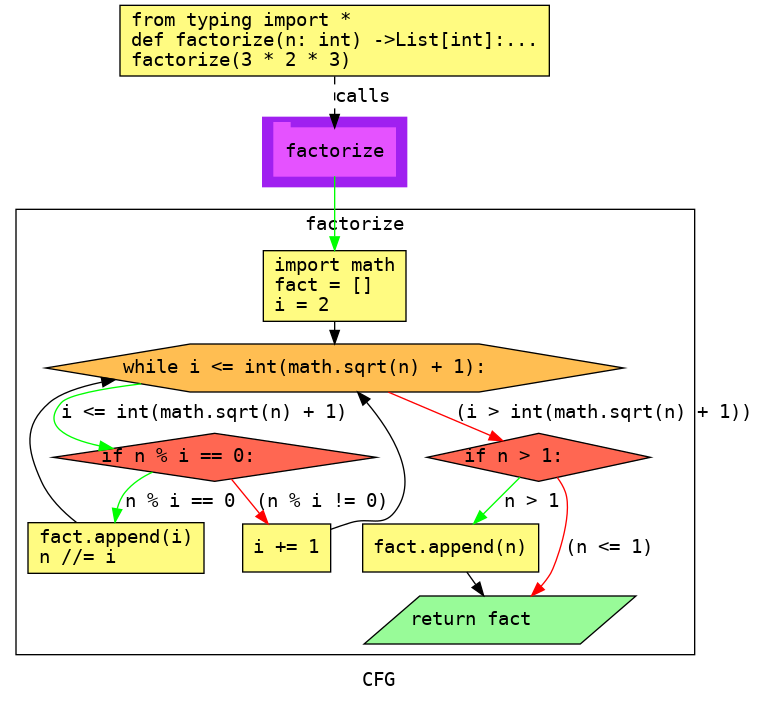 from typing import *
def factorize(n: int) ->List[int]:...
factorize(3 * 2 * 3)
calls
factorize
factorize
import math
fact = []
i = 2
while i <= int(math.sqrt(n) + 1):
i <= int(math.sqrt(n) + 1)
(i > int(math.sqrt(n) + 1))
if n % i == 0:
if n > 1:
n % i == 0
(n % i != 0)
n > 1
fact.append(i)
n //= i
i += 1
fact.append(n)
(n <= 1)
return fact
CFG